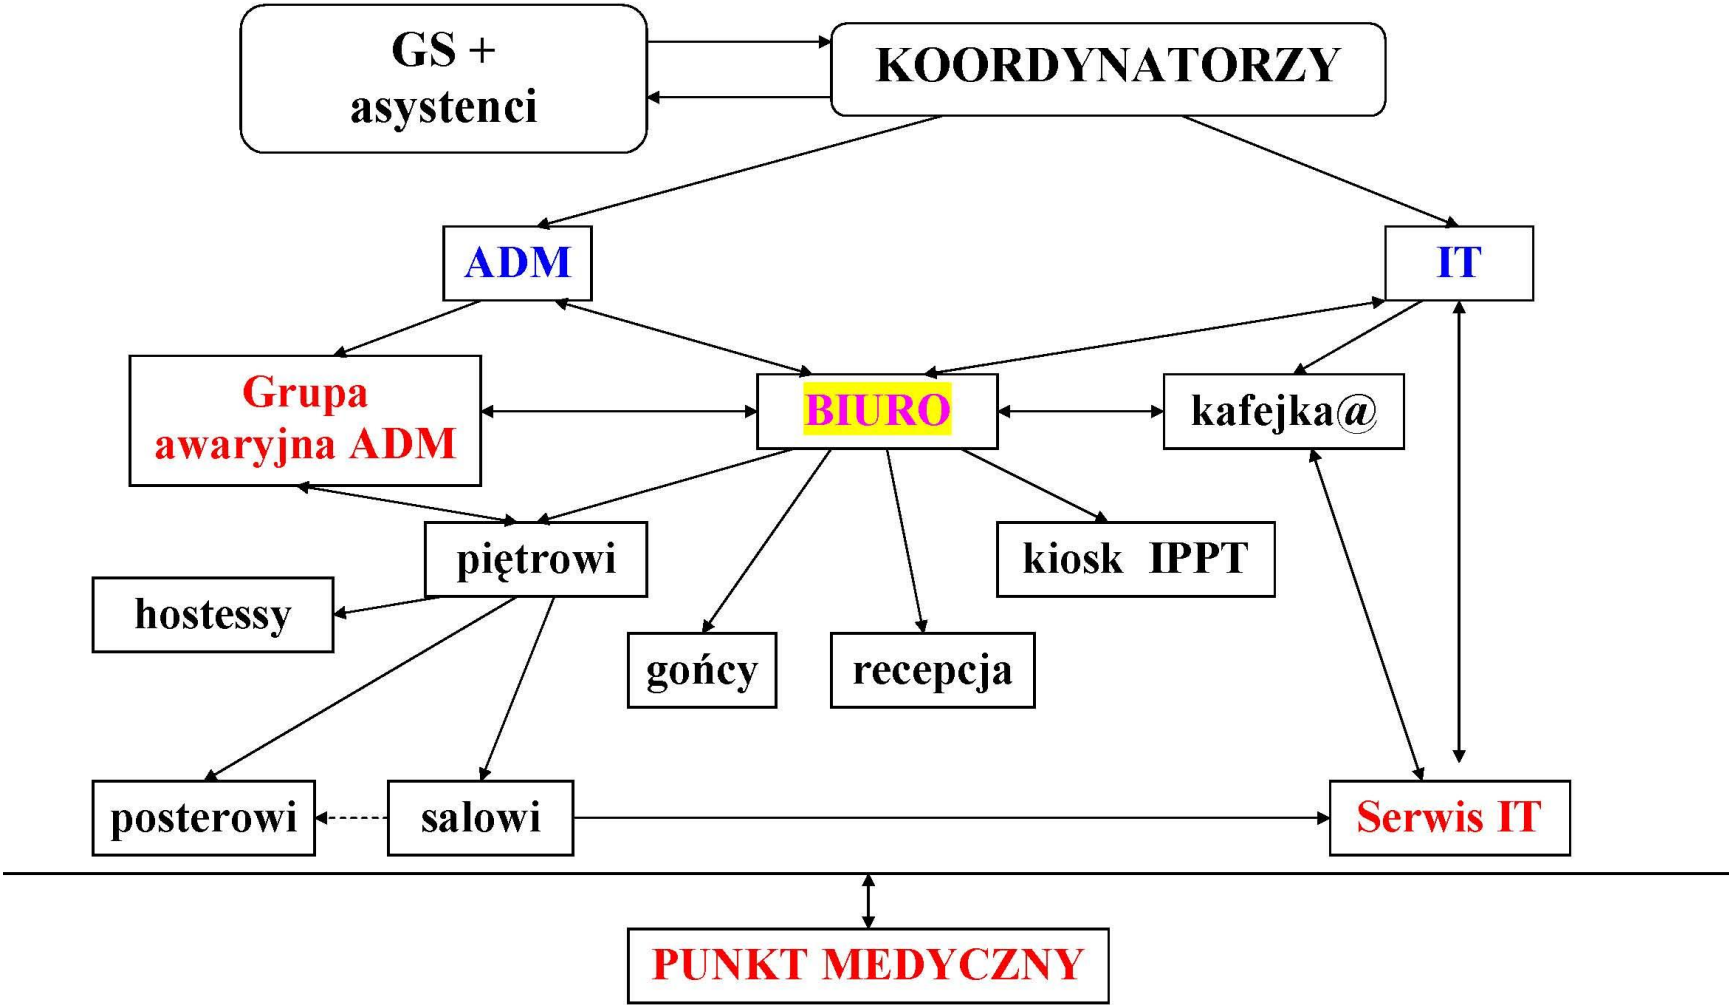 GS +
asystenci
KOORDYNATORZY
ADM
IT
Grupa
awaryjna ADM
BIURO
kafejka@
piętrowi
kiosk IPPT
hostessy
gońcy
recepcja
posterowi
salowi
Serwis IT
PUNKT MEDYCZNY